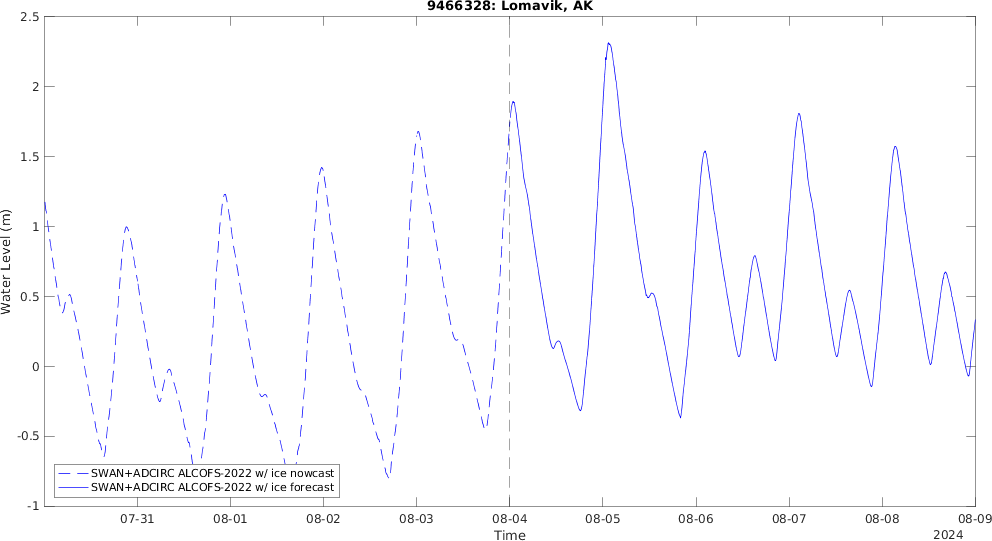 9466328: Lomavik, AK
2.5
2
1.5
1
0.5
0
-0.5
-1
Water Level (m)
SWAN+ADCIRC ALCOFS-2022 w/ ice nowcast
SWAN+ADCIRC ALCOFS-2022 w/ ice forecast
07-31 08-01 08-02 08-03 08-04 08-05 08-06 08-07 08-08 08-09
Time
2024